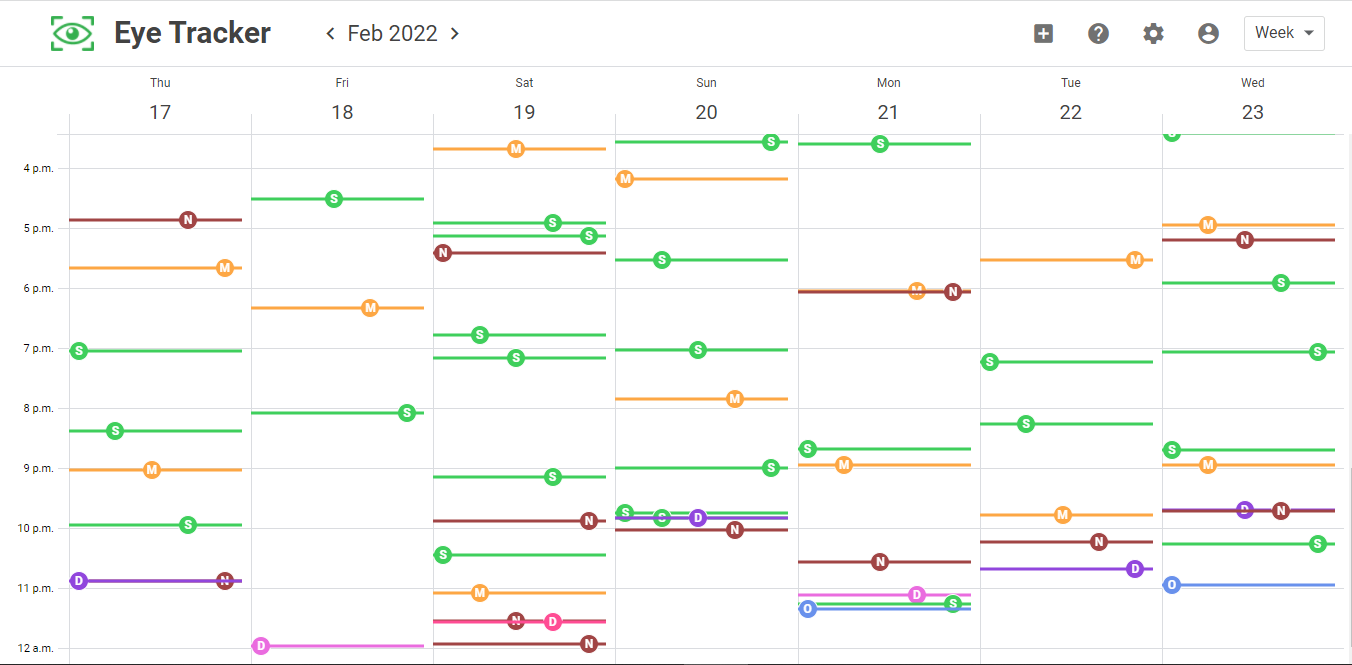 Eye Tracker
Feb 2022
Week
Thu Fri Sat Sun Mon Tue Wed
17 18 19 20 21 22 23
S
S S
M
4 p.m.
M
S
N
S M
5 p.m.
S
N
N
S M M
M
S
6 p.m.
M N
M
S
S S S
7 p.m.
S
S
M
8 p.m.
S
S
S
S S
M M M
9 p.m.
M S
S
S
D N
M
S D
N
S
10 p.m.
N
N
S
S
N
D
D N
11 p.m.
O
M
D
S
O
N D
N
D
12 a.m.